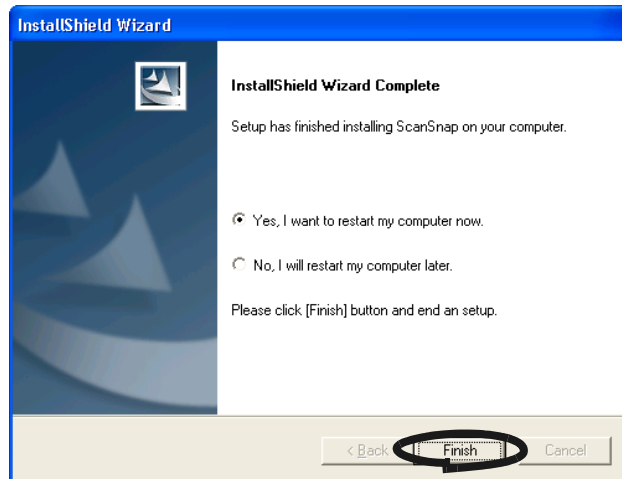 InstallShield Wizard
InstallShield Wizard Complete
Setup has finished installing ScanSnap on your computer.
Yes, I want to restart my computer now.
No, I will restart my computer later.
Please click [Finish] button and end an setup.
< Back Finish Cancel